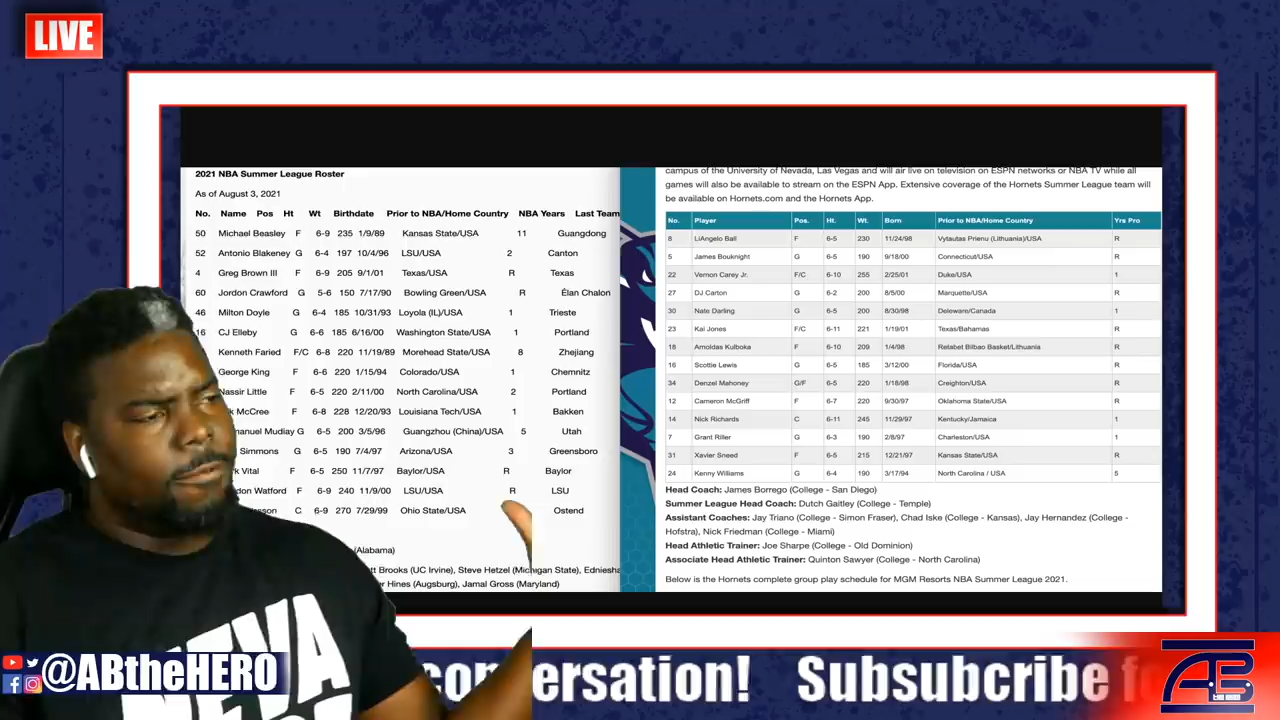 LIVE
2021 NBA Summer League Roster
As of August 3, 2021
No. Name Pos Ht Wt Birthdate Prior to NBA/Home Country NBA Years Last Team
50 Michael Beasley F 6-9 235 1/9/89 Kansas State/USA 11 Guangdong
52 Antonio Blakeney G 6-4 197 10/4/96 LSU/USA 2 Canton
4 Greg Brown III F 6-9 205 9/1/01 Texas/USA R Texas
60 Jordon Crawford G 5-6 150 7/17/90 Bowling Green/USA R Élan Chalon
46 Milton Doyle G 6-4 185 10/31/93 Loyola (IL)/USA 1 Trieste
16 CJ Elleby G 6-6 185 6/16/00 Washington State/USA 1 Portland
Kenneth Faried F/C 6-8 220 11/19/89 Morehead State/USA 8 Zhejiang
George King F 6-6 220 1/15/94 Colorado/USA 1 Chemnitz
Nassir Little F 6-5 220 2/11/00 North Carolina/USA 2 Portland
McCree F 6-8 228 12/20/93 Louisiana Tech/USA 1 Bakken
Mudiay G 6-5 200 3/5/96 Guangzhou (China)/USA 5 Utah
Simmons G 6-5 190 7/4/97 Arizona/USA 3 Greensboro
Vital F 6-5 250 11/7/97 Baylor/USA R Baylor
Watford F 6-9 240 11/9/00 LSU/USA R LSU
C 6-9 270 7/29/99 Ohio State/USA Ostend
(Alabama)
Brooks (UC Irvine), Steve Hetzel (Michigan State), Edniesha
Hines (Augsburg), Jamal Gross (Maryland)
campus of the University of Nevada, Las Vegas and will air live on television on ESPN networks or NBA TV while all
games will also be available to stream on the ESPN App. Extensive coverage of the Hornets Summer League team will
be available on Hornets.com and the Hornets App.
No. Player Pos. Ht. Wt. Born Prior to NBA/Home Country Yrs Pro
8 LiAngelo Ball F 6-5 230 11/24/98 Vytautas Prienu (Lithuania)/USA R
5 James Bouknight G 6-5 190 9/18/00 Connecticut/USA R
22 Vernon Carey Jr. F/C 6-10 255 2/25/01 Duke/USA 1
27 DJ Carton G 6-2 200 8/5/00 Marquette/USA R
30 Nate Darling G 6-5 200 8/30/98 Deleware/Canada 1
23 Kai Jones F/C 6-11 221 1/19/01 Texas/Bahamas R
18 Arnoldas Kulboka F 6-10 209 1/4/98 Retabet Bilbao Basket/Lithuania R
16 Scottie Lewis G 6-5 185 3/12/00 Florida/USA R
34 Denzel Mahoney G/F 6-5 220 1/18/98 Creighton/USA R
12 Cameron McGriff F 6-7 220 9/30/97 Oklahoma State/USA R
14 Nick Richards C 6-11 245 11/29/97 Kentucky/Jamaica 1
7 Grant Riller G 6-3 190 2/8/97 Charleston/USA 1
31 Xavier Sneed F 6-5 215 12/21/97 Kansas State/USA R
24 Kenny Williams G 6-4 190 3/17/94 North Carolina / USA 5
Head Coach: James Borrego (College - San Diego)
Summer League Head Coach: Dutch Gaitley (College - Temple)
Assistant Coaches: Jay Triano (College - Simon Fraser), Chad Iske (College - Kansas), Jay Hernandez (College -
Hofstra), Nick Friedman (College - Miami)
Head Athletic Trainer: Joe Sharpe (College - Old Dominion)
Associate Head Athletic Trainer: Quinton Sawyer (College - North Carolina)
Below is the Hornets complete group play schedule for MGM Resorts NBA Summer League 2021.
@ABtheHERO
conversation! Subsubscribe f
AB